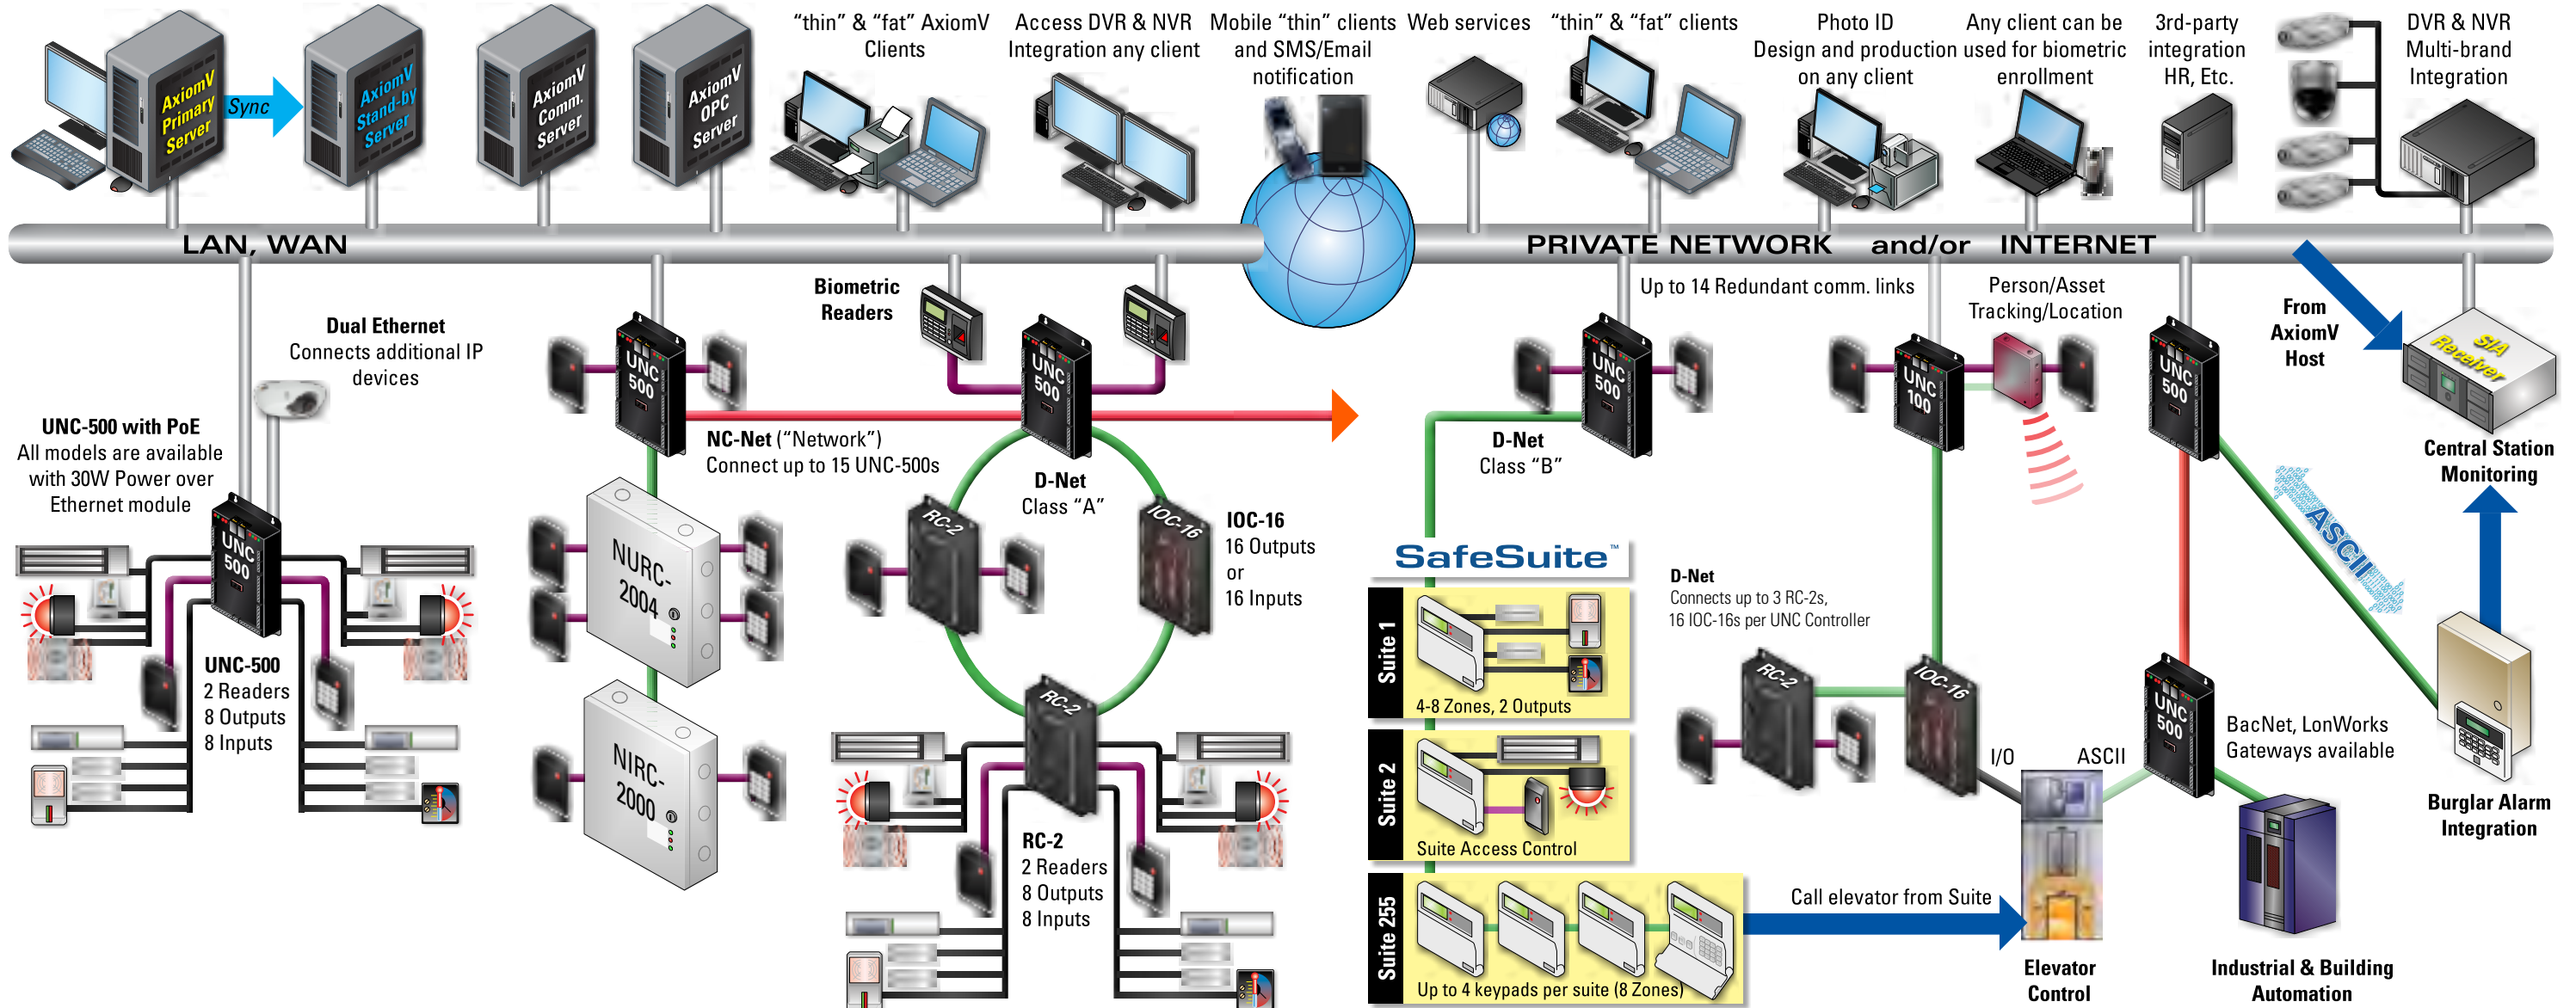 "thin" & "fat" AxiomV
Clients
Access DVR & NVR
Integration any client
Mobile "thin" clients
and SMS/Email
notification
Web services
"thin" & "fat" clients
Photo ID
Design and production
on any client
Any client can be
used for biometric
enrollment
3rd-party
integration
HR, Etc.
DVR & NVR
Multi-brand
Integration
AxiomV
Primary
Server
Sync
AxiomV
Stand-by
Server
AxiomV
Comm.
Server
AxiomV
OPC
Server
LAN, WAN
PRIVATE NETWORK and/or INTERNET
Dual Ethernet
Connects additional IP
devices
UNC-500 with PoE
All models are available
with 30W Power over
Ethernet module
UNC
500
UNC-500
2 Readers
8 Outputs
8 Inputs
UNC
500
NC-Net ("Network")
Connect up to 15 UNC-500s
NURC-
2004
NIRC-
2000
Biometric
Readers
UNC
500
D-Net
Class "A"
RC-2
IOC-16
IOC-16
16 Outputs
or
16 Inputs
RC-2
RC-2
2 Readers
8 Outputs
8 Inputs
Up to 14 Redundant comm. links
UNC
500
D-Net
Class "B"
SafeSuite™
Suite 1
4-8 Zones, 2 Outputs
Suite 2
Suite Access Control
Suite 255
Up to 4 keypads per suite (8 Zones)
Call elevator from Suite
Person/Asset
Tracking/Location
UNC
100
D-Net
Connects up to 3 RC-2s,
16 IOC-16s per UNC Controller
RC-2
IOC-16
I/O
ASCII
UNC
500
UNC
500
BacNet, LonWorks
Gateways available
Elevator
Control
Industrial & Building
Automation
From
AxiomV
Host
SIA
Receiver
Central Station
Monitoring
ASCII
Burglar Alarm
Integration